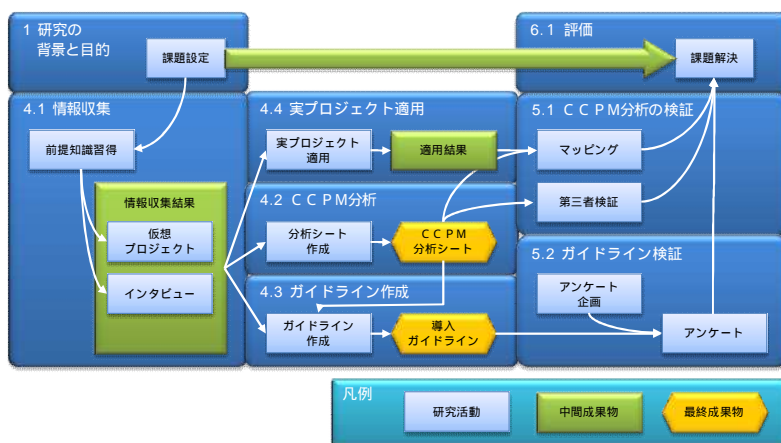 1 研究の
背景と目的
課題設定
6.1 評価
課題解決
4.1 情報収集
前提知識習得
情報収集結果
仮想
プロジェクト
インタビュー
4.4 実プロジェクト適用
実プロジェクト
適用
適用結果
4.2 ＣＣＰＭ分析
分析シート
作成
ＣＣＰＭ
分析シート
4.3 ガイドライン作成
ガイドライン
作成
導入
ガイドライン
5.1 ＣＣＰＭ分析の検証
マッピング
第三者検証
5.2 ガイドライン検証
アンケート
企画
アンケート
凡例
研究活動
中間成果物
最終成果物